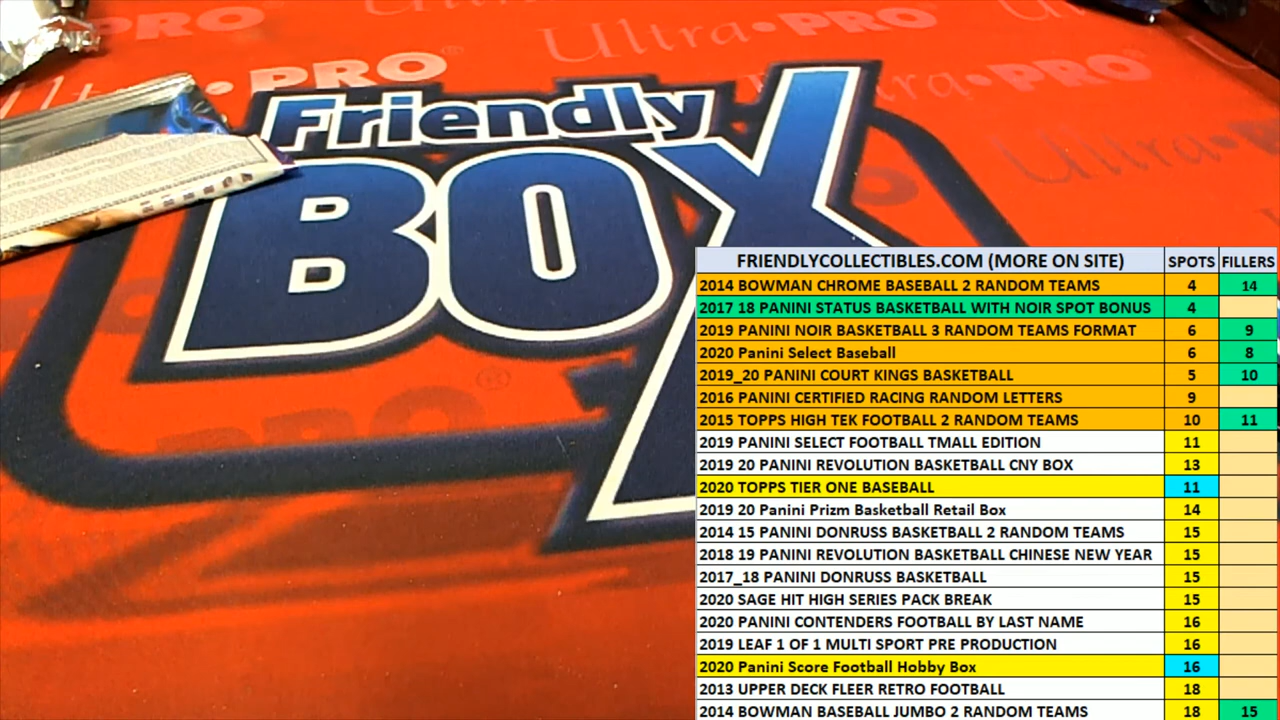 Ultra PRO
Ultra PRO
Ultra PRO
Ultra PRO
Friendly
BOX
PRO
FRIENDLYCOLLECTIBLES.COM (MORE ON SITE) SPOTS FILLERS
2014 BOWMAN CHROME BASEBALL 2 RANDOM TEAMS 4 14
2017 18 PANINI STATUS BASKETBALL WITH NOIR SPOT BONUS 4
2019 PANINI NOIR BASKETBALL 3 RANDOM TEAMS FORMAT 6 9
2020 Panini Select Baseball 6 8
2019_20 PANINI COURT KINGS BASKETBALL 5 10
2016 PANINI CERTIFIED RACING RANDOM LETTERS 9
2015 TOPPS HIGH TEK FOOTBALL 2 RANDOM TEAMS 10 11
2019 PANINI SELECT FOOTBALL TMALL EDITION 11
2019 20 PANINI REVOLUTION BASKETBALL CNY BOX 13
2020 TOPPS TIER ONE BASEBALL 11
2019 20 Panini Prizm Basketball Retail Box 14
2014 15 PANINI DONRUSS BASKETBALL 2 RANDOM TEAMS 15
2018 19 PANINI REVOLUTION BASKETBALL CHINESE NEW YEAR 15
2017_18 PANINI DONRUSS BASKETBALL 15
2020 SAGE HIT HIGH SERIES PACK BREAK 15
2020 PANINI CONTENDERS FOOTBALL BY LAST NAME 16
2019 LEAF 1 OF 1 MULTI SPORT PRE PRODUCTION 16
2020 Panini Score Football Hobby Box 16
2013 UPPER DECK FLEER RETRO FOOTBALL 18
2014 BOWMAN BASEBALL JUMBO 2 RANDOM TEAMS 18 15